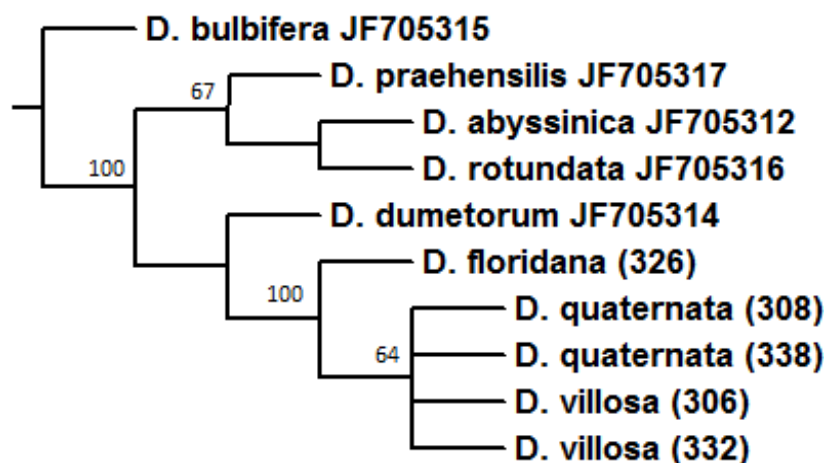 D. bulbifera JF705315
D. praehensilis JF705317
67
D. abyssinica JF705312
100
D. rotundata JF705316
D. dumetorum JF705314
D. floridana (326)
100
D. quaternata (308)
D. quaternata (338)
64
D. villosa (306)
D. villosa (332)